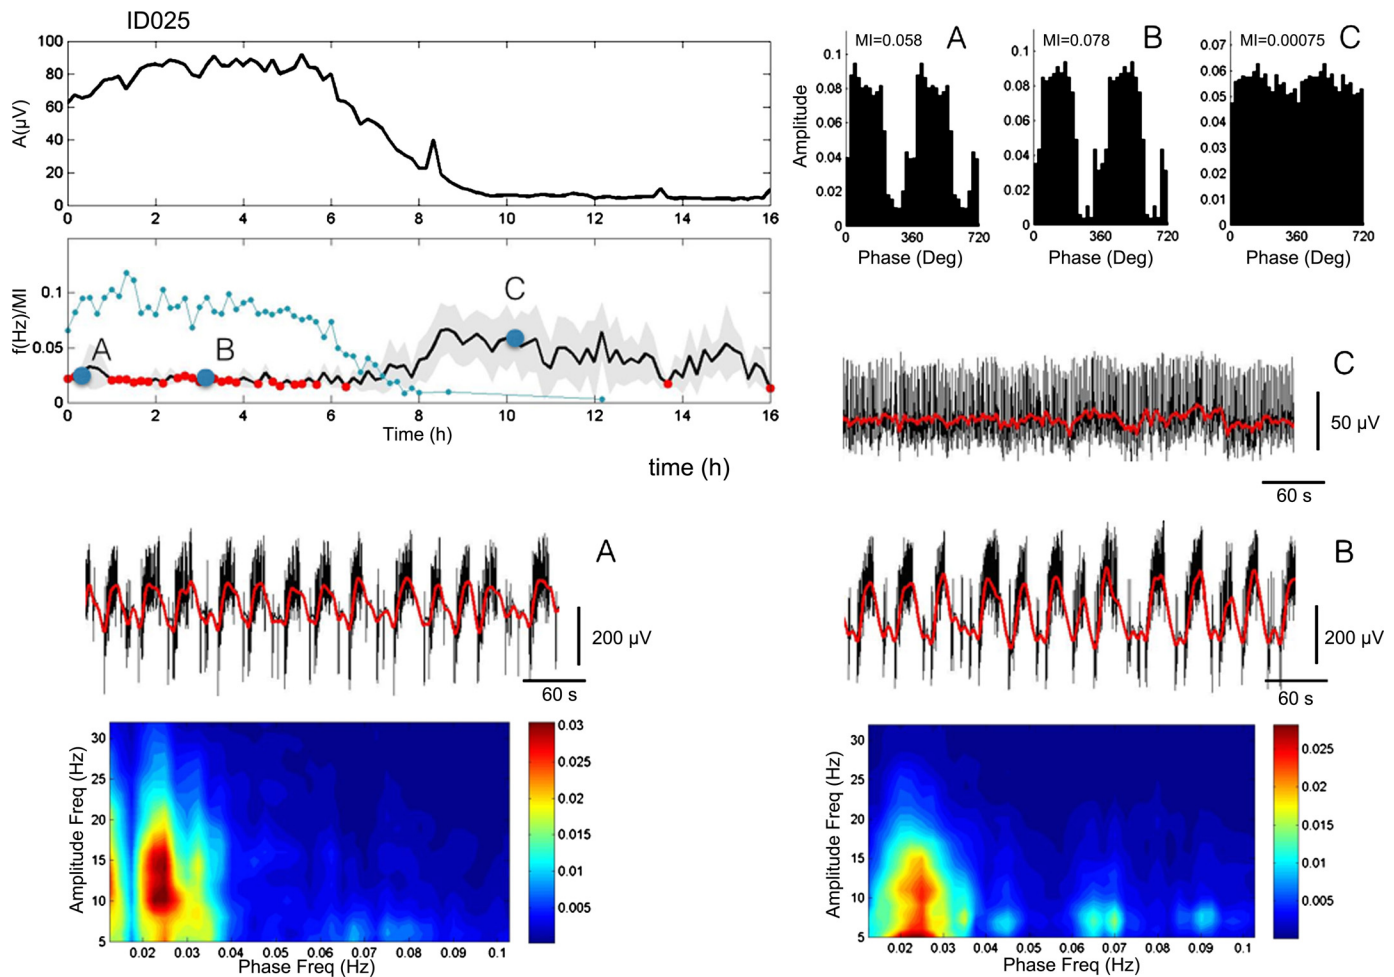 ID025
100
80
60
40
20
0
A(µV)
0 2 4 6 8 10 12 14 16
0.1
0.05
0
f(Hz)/MI
A
B
C
0 2 4 6 8 10 12 14 16
Time (h)
time (h)
MI=0.058
A
0.1
0.08
0.06
0.04
0.02
0
Amplitude
0 360 720
Phase (Deg)
MI=0.078
B
0.1
0.08
0.06
0.04
0.02
0
0 360 720
Phase (Deg)
MI=0.00075
C
0.07
0.06
0.05
0.04
0.03
0.02
0.01
0
0 360 720
Phase (Deg)
C
50 µV
60 s
A
200 µV
60 s
B
200 µV
60 s
30
25
20
15
10
5
Amplitude Freq (Hz)
0.02 0.03 0.04 0.05 0.06 0.07 0.08 0.09 0.1
Phase Freq (Hz)
0.03
0.025
0.02
0.015
0.01
0.005
30
25
20
15
10
5
Amplitude Freq (Hz)
0.02 0.03 0.04 0.05 0.06 0.07 0.08 0.09 0.1
Phase Freq (Hz)
0.025
0.02
0.015
0.01
0.005